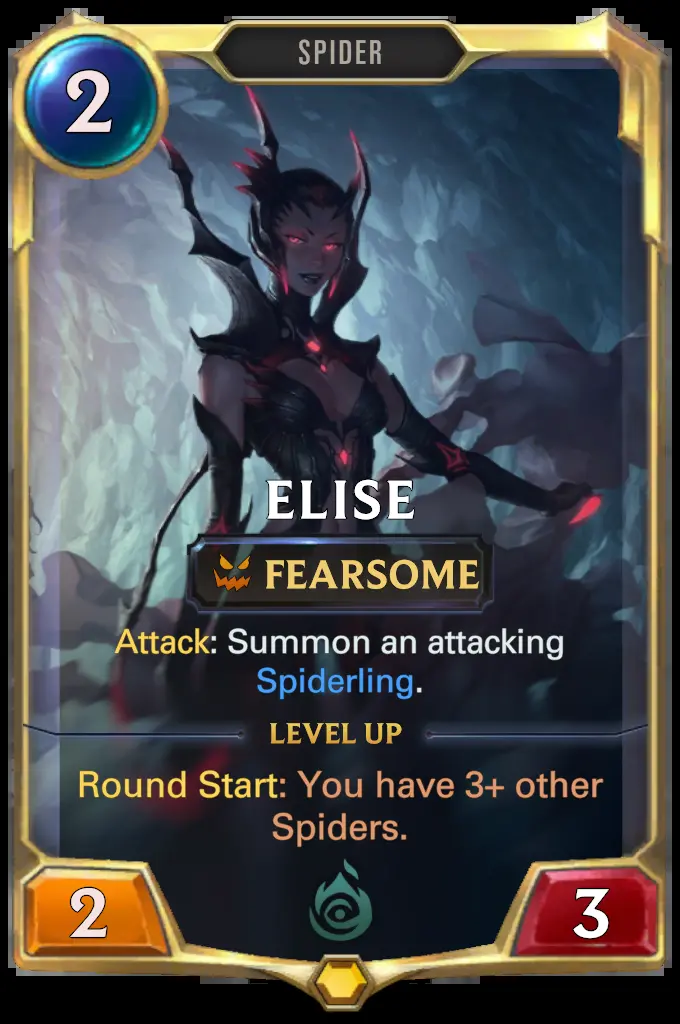 SPIDER
2
ELISE
FEARSOME
Attack: Summon an attacking
Spiderling.
LEVEL UP
Round Start: You have 3+ other
Spiders.
2
3